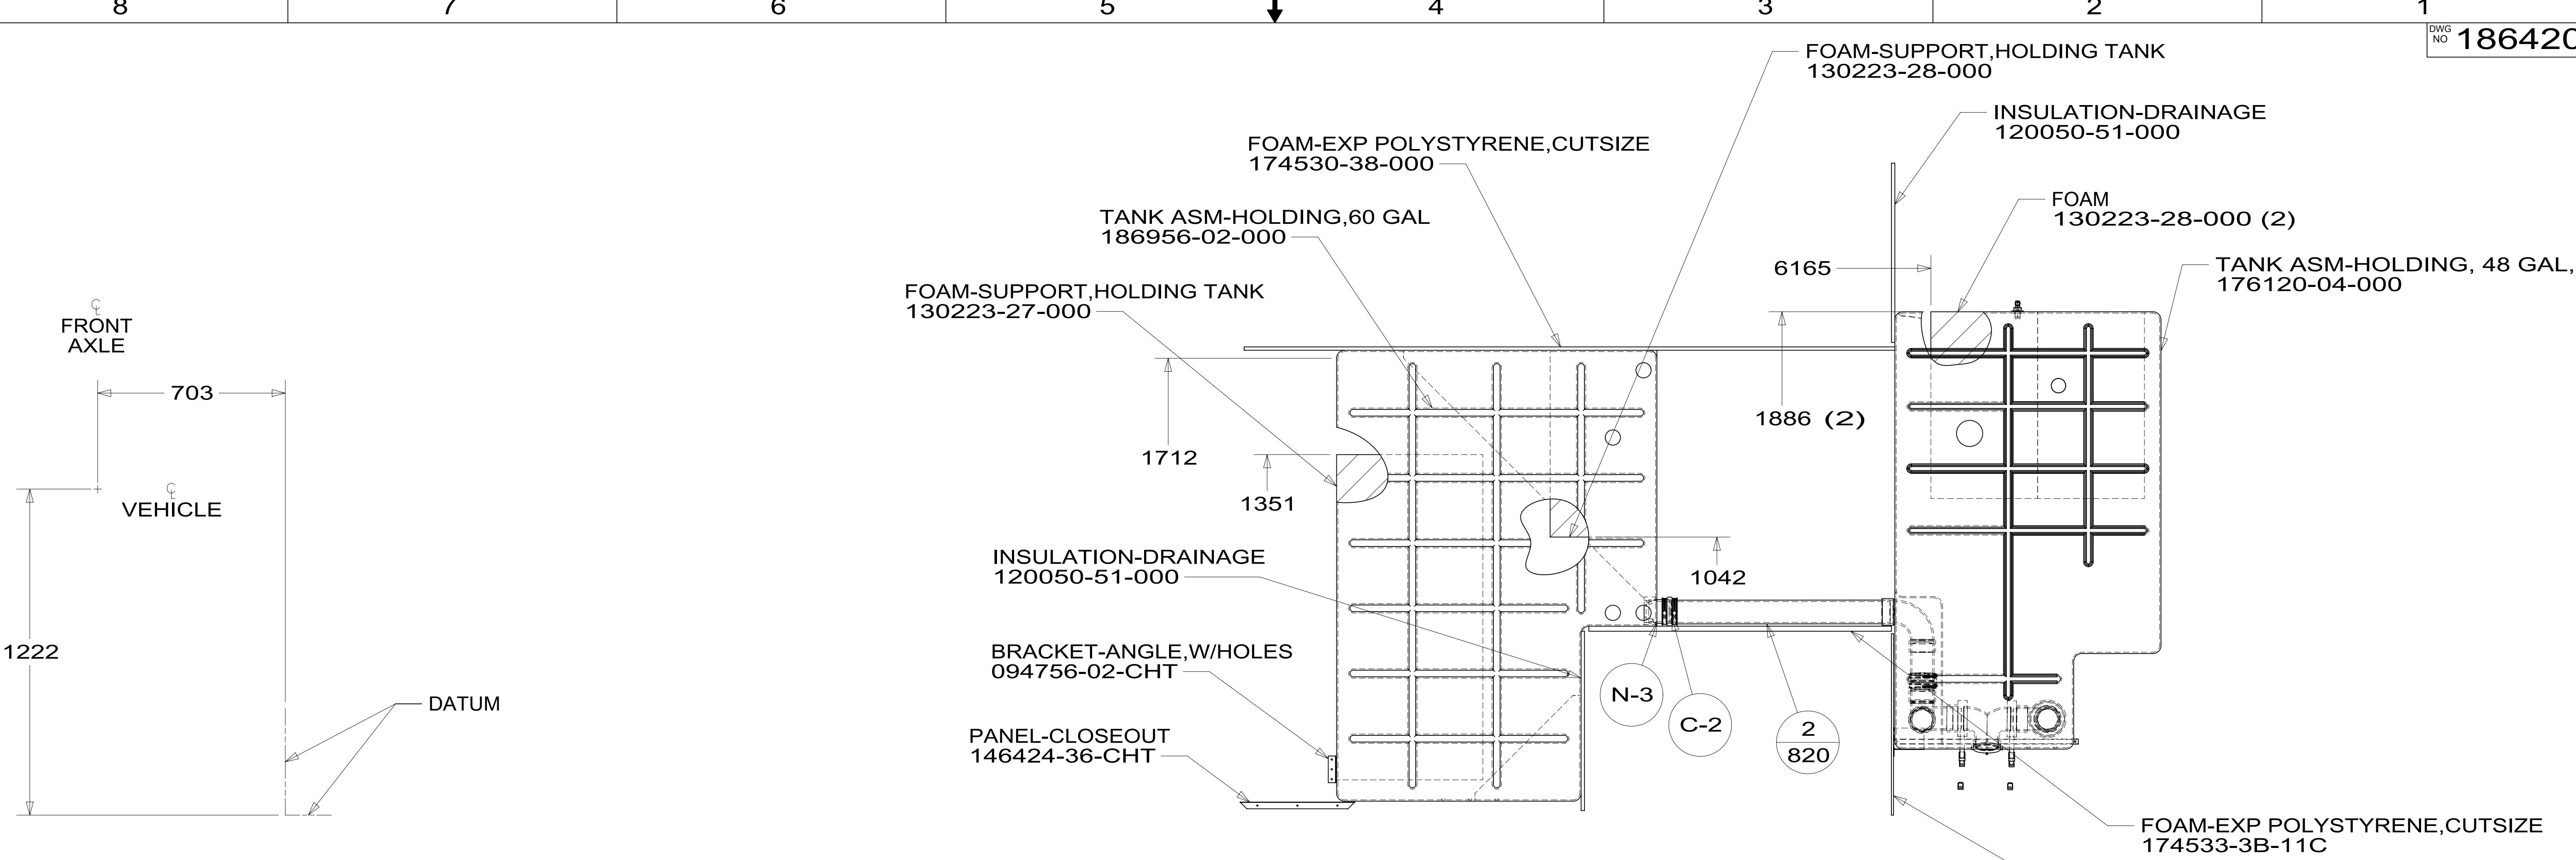 8 7 6 5 4 3 2 1
DWG
NO 186420
FOAM-SUPPORT,HOLDING TANK
130223-28-000
INSULATION-DRAINAGE
120050-51-000
FOAM-EXP POLYSTYRENE,CUTSIZE
174530-38-000
FOAM
130223-28-000 (2)
TANK ASM-HOLDING,60 GAL
186956-02-000
6165
TANK ASM-HOLDING, 48 GAL,
176120-04-000
FOAM-SUPPORT,HOLDING TANK
130223-27-000
CL
FRONT
AXLE
703
1886 (2)
1712
1351
CL
VEHICLE
INSULATION-DRAINAGE
120050-51-000
1042
1222
BRACKET-ANGLE,W/HOLES
094756-02-CHT
N-3
C-2
2
820
DATUM
PANEL-CLOSEOUT
146424-36-CHT
FOAM-EXP POLYSTYRENE,CUTSIZE
174533-3B-11C